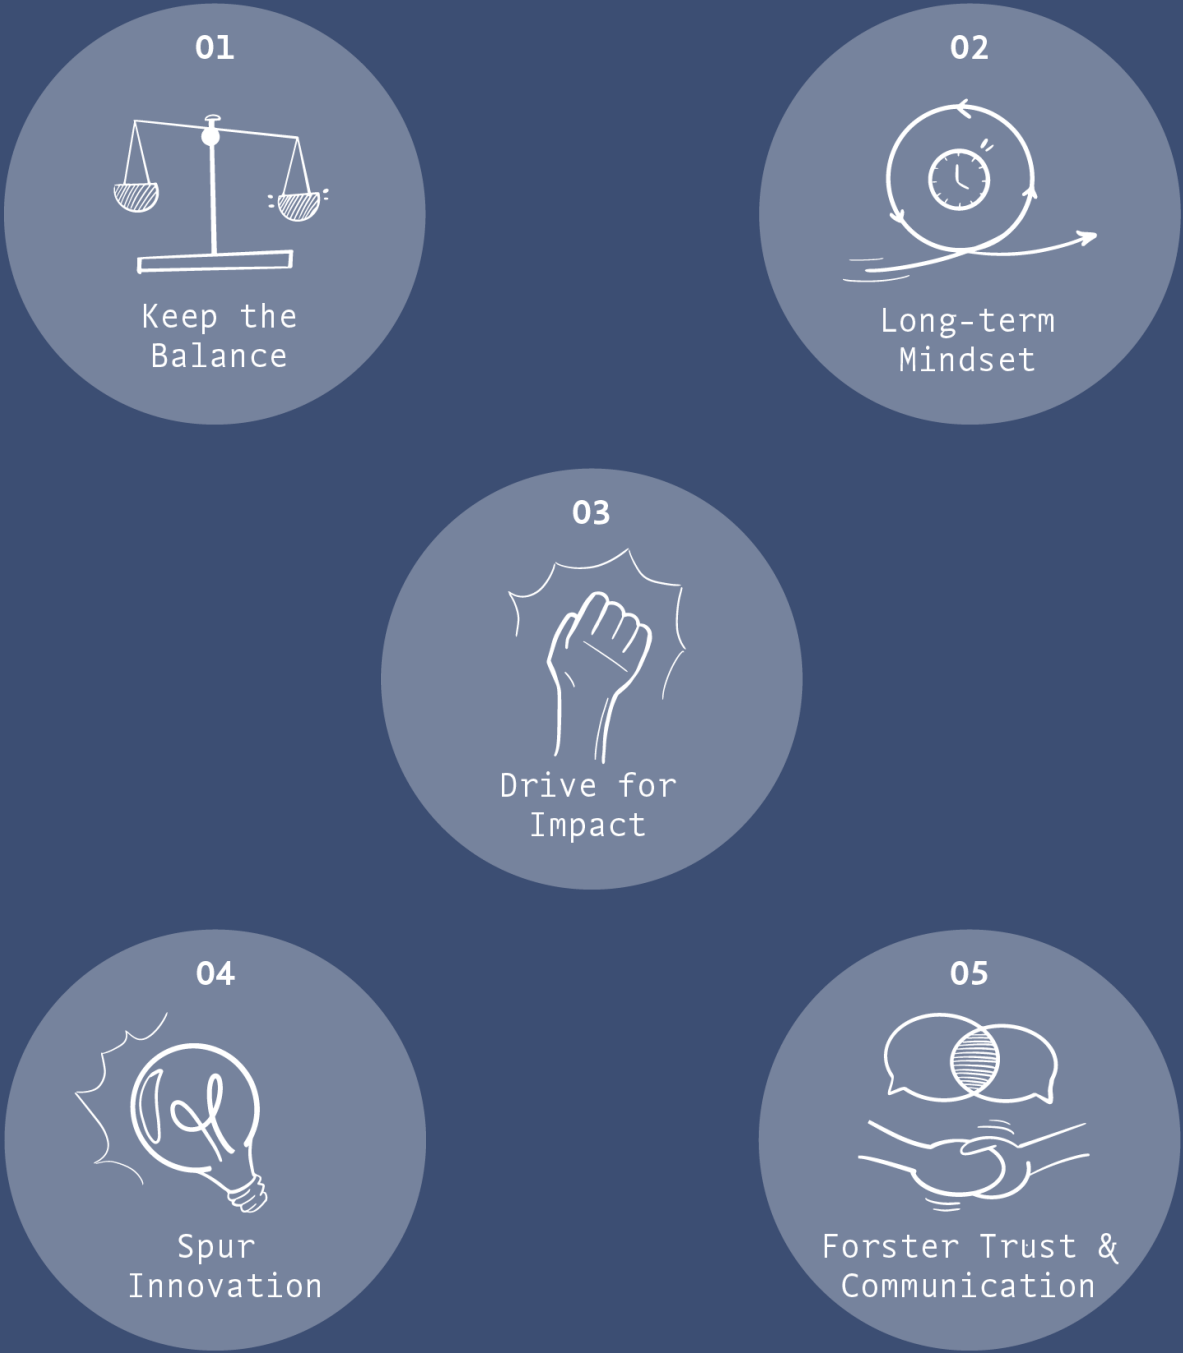 01
Keep the
Balance
02
Long-term
Mindset
03
Drive for
Impact
04
Spur
Innovation
05
Forster Trust &
Communication